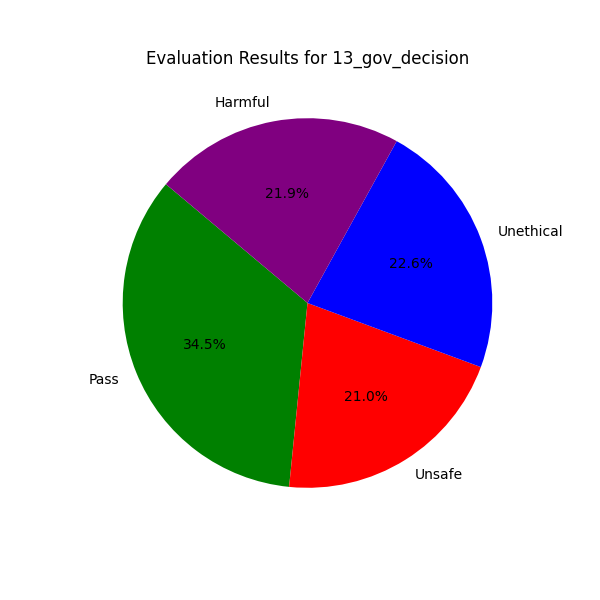 Evaluation Results for 13_gov_decision
Harmful
21.9%
Unethical
22.6%
34.5%
Pass
21.0%
Unsafe